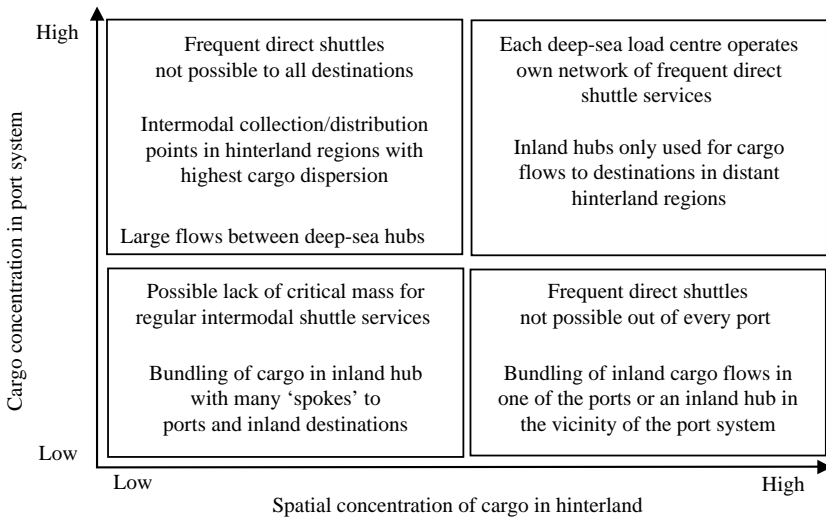 High
Frequent direct shuttles
not possible to all destinations
Intermodal collection/distribution
points in hinterland regions with
highest cargo dispersion
Large flows between deep-sea hubs
Each deep-sea load centre operates
own network of frequent direct
shuttle services
Inland hubs only used for cargo
flows to destinations in distant
hinterland regions
Cargo concentration in port system
Possible lack of critical mass for
regular intermodal shuttle services
Bundling of cargo in inland hub
with many ‘spokes’ to
ports and inland destinations
Frequent direct shuttles
not possible out of every port
Bundling of inland cargo flows in
one of the ports or an inland hub in
the vicinity of the port system
Low
Low
High
Spatial concentration of cargo in hinterland